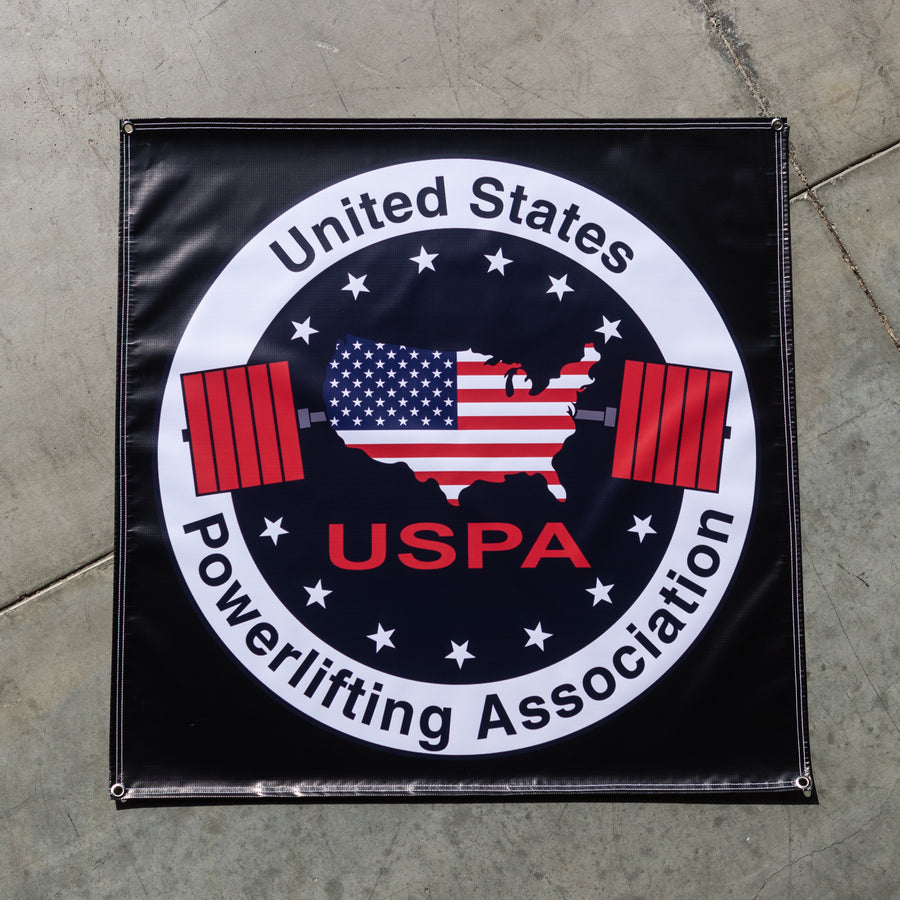 United States
USPA
Powerlifting Association